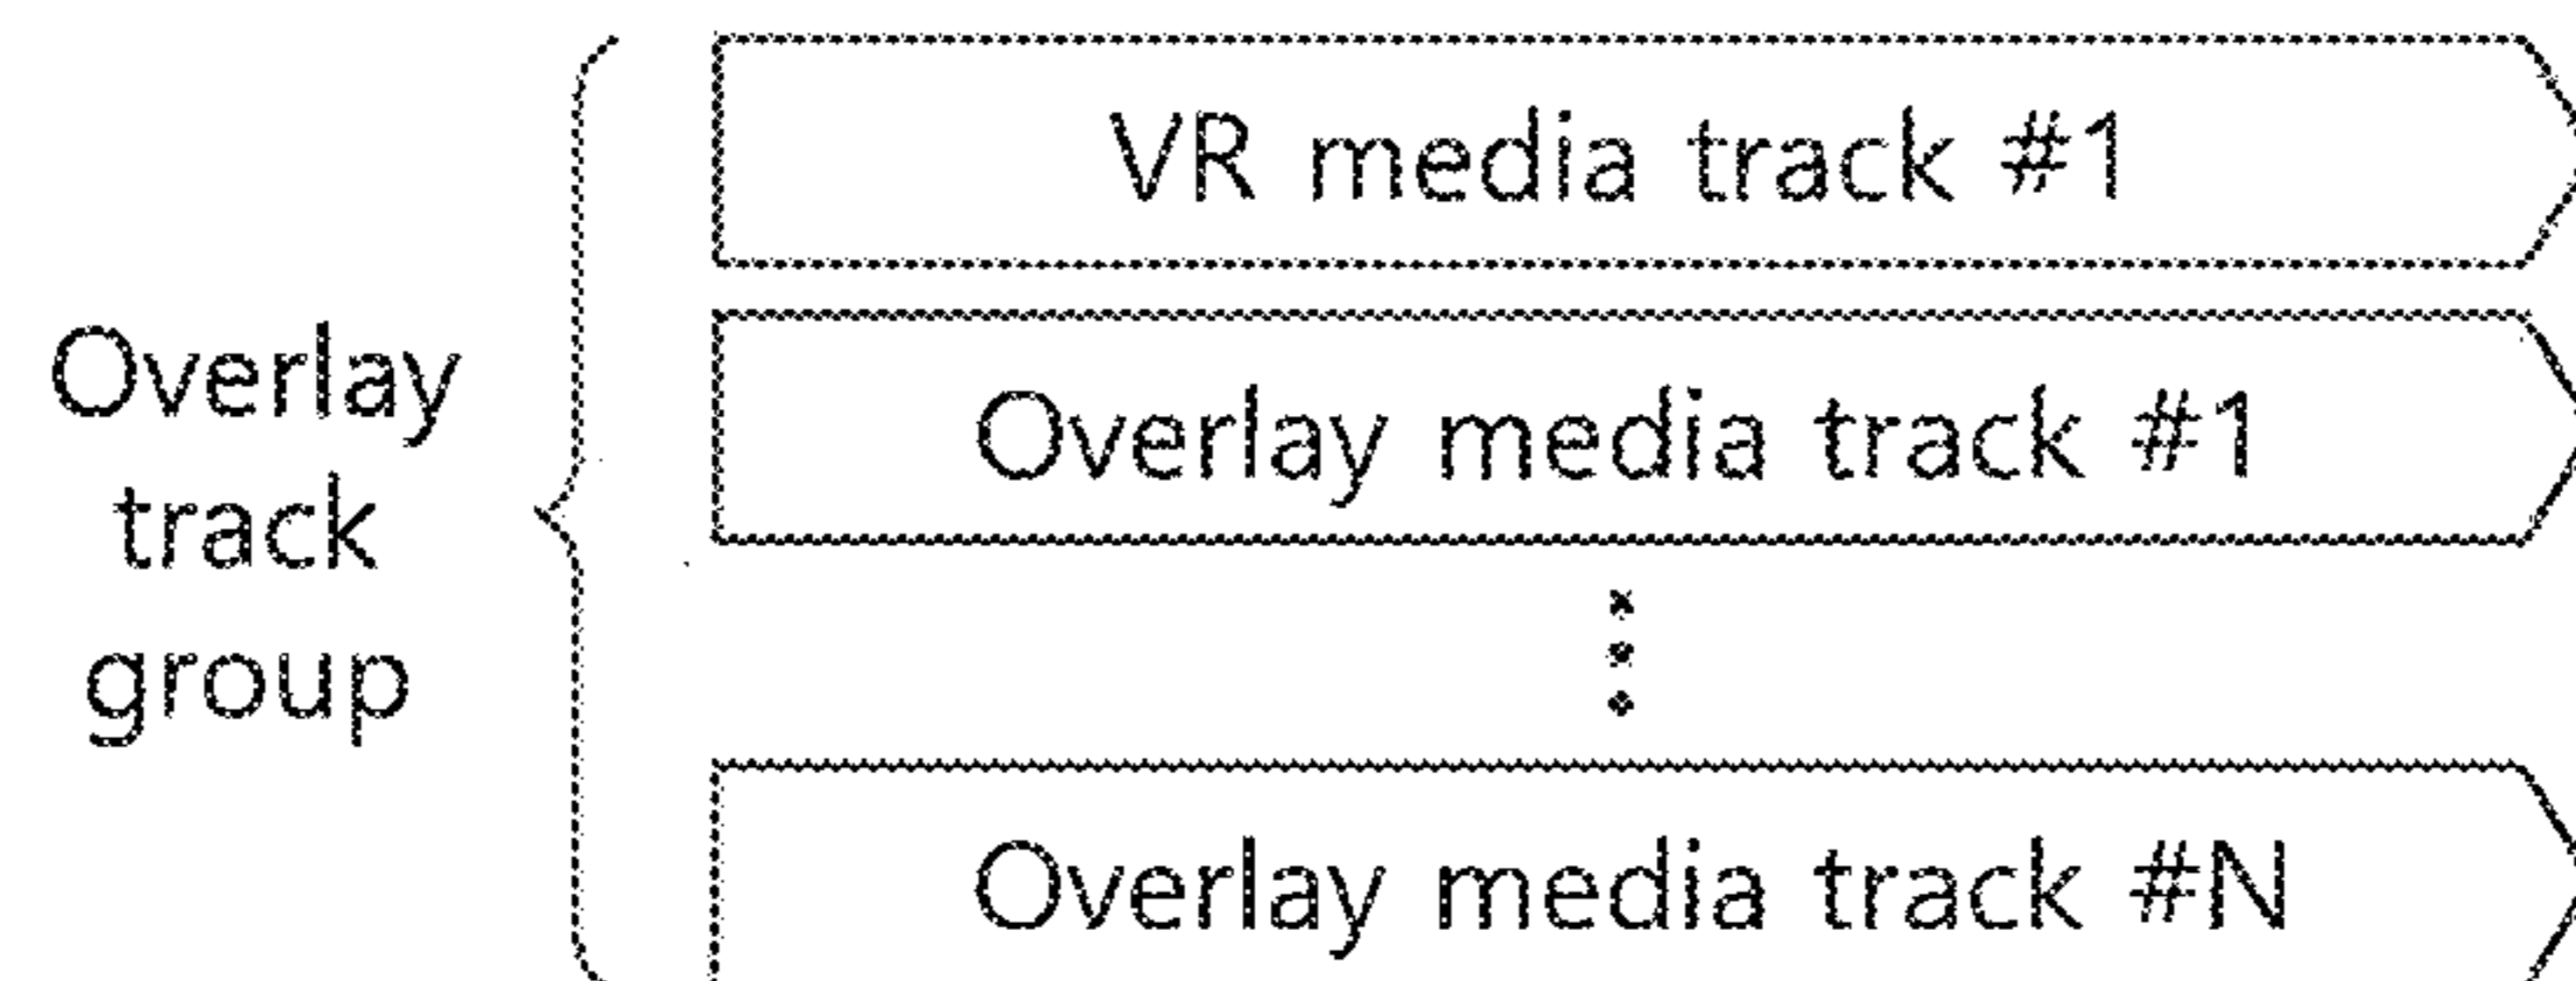 Overlay
track
group
VR media track #1
Overlay media track #1
Overlay media track #N